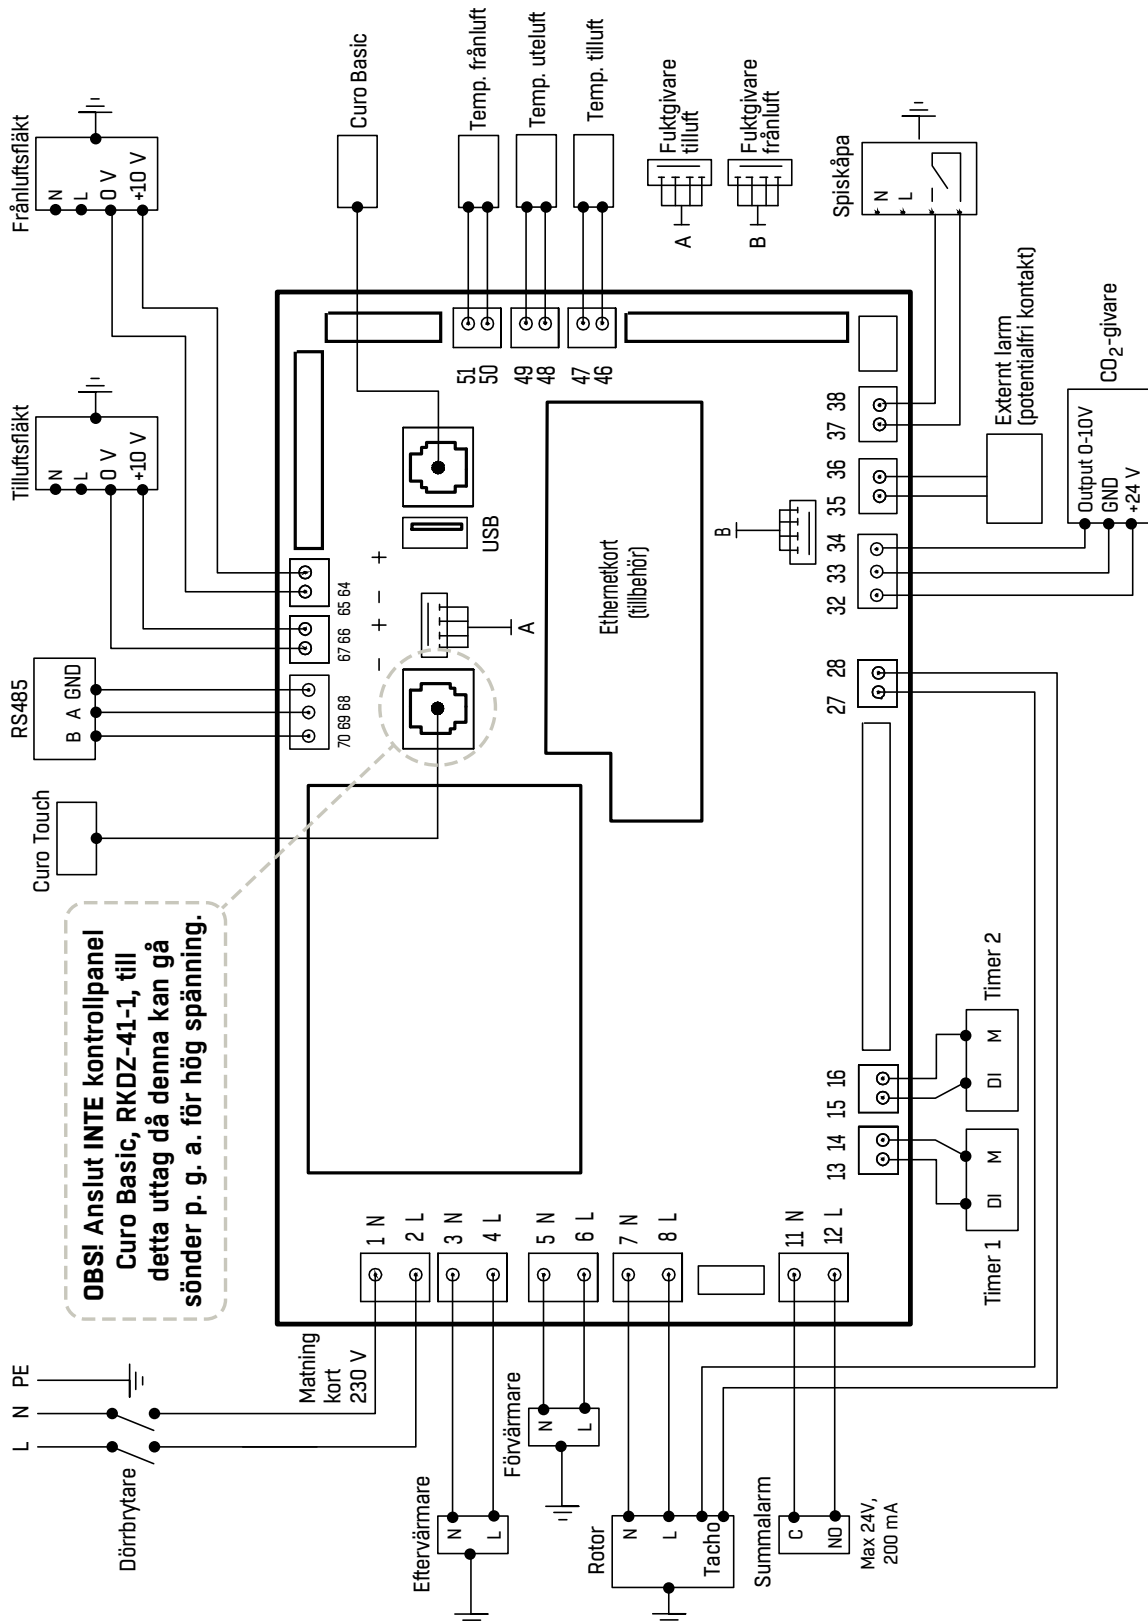 Frånluftsfläkt
N
L
0 V
+10 V
Tilluftsfläkt
N
L
0 V
+10 V
RS485
B A GND
Curo Touch
OBS! Anslut INTE kontrollpanel
Curo Basic, RKDZ-41-1, till
detta uttag då denna kan gå
sönder p. g. a. för hög spänning.
L N PE
Dörrbrytare
Matning
kort
230 V
Curo Basic
Temp. frånluft
Temp. uteluft
Temp. tilluft
Fuktgivare
tilluft
A
Fuktgivare
frånluft
B
Spiskåpa
N
L
Externt larm
(potentialfri kontakt)
CO2-givare
Output 0-10V
GND
+24 V
51
50
49
48
47
46
USB
65 64
67 66
- + - +
70 69 68
A
B
Ethernetkort
(tillbehör)
37 38
35 36
32 33 34
27 28
15 16
13 14
Timer 2
DI M
Timer 1
DI M
1 N
2 L
3 N
4 L
5 N
6 L
7 N
8 L
11 N
12 L
Eftervärmare
N
L
Förvärmare
N
L
Rotor
N
L
Tacho
Summalarm
C
NO
Max 24V,
200 mA